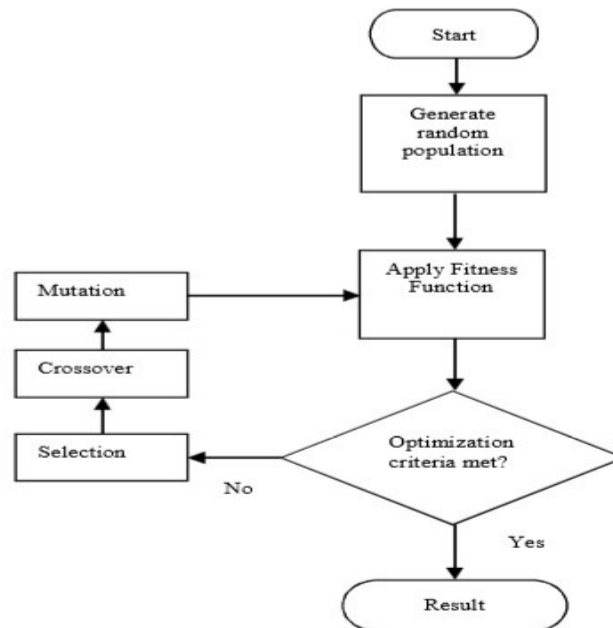 Start
Generate
random
population
Apply Fitness
Function
Mutation
Crossover
Selection
Optimization
criteria met?
No
Yes
Result